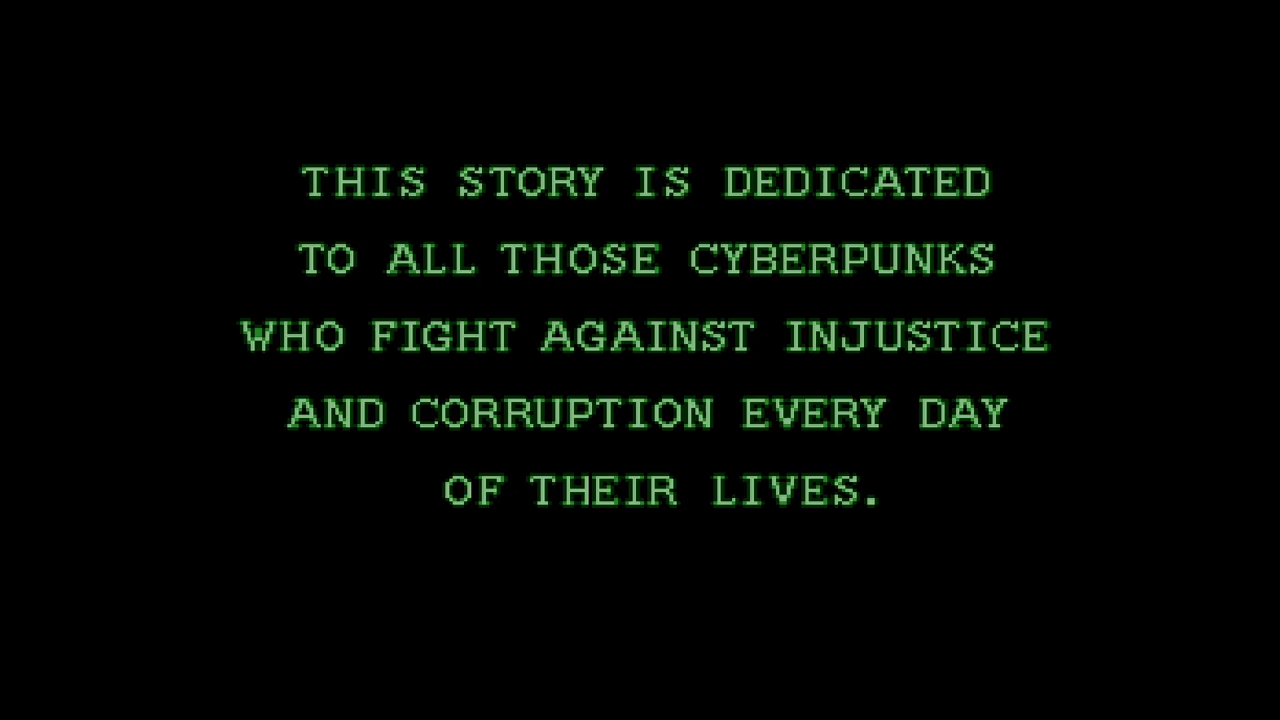 THIS STORY IS DEDICATED
TO ALL THOSE CYBERPUNKS
WHO FIGHT AGAINST INJUSTICE
AND CORRUPTION EVERY DAY
OF THEIR LIVES.